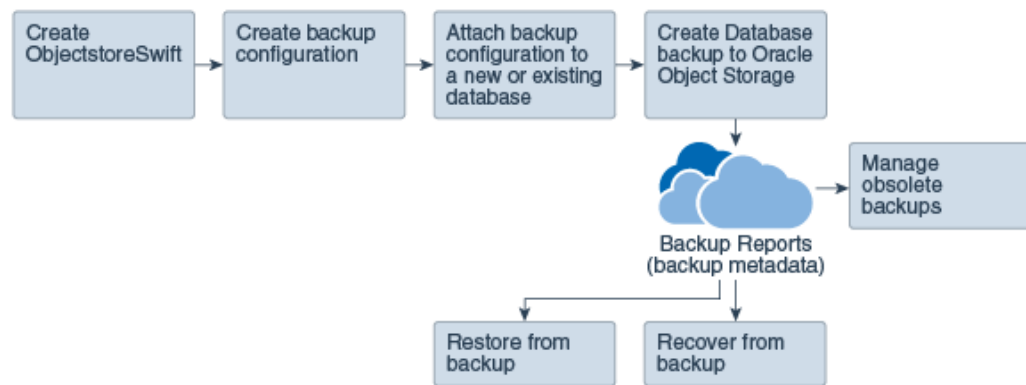 Create
ObjectstoreSwift
Create backup
configuration
Attach backup
configuration to
a new or existing
database
Create Database
backup to Oracle
Object Storage
Manage
obsolete
backups
Backup Reports
(backup metadata)
Restore from
backup
Recover from
backup